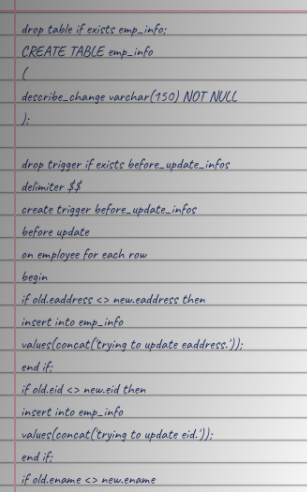 drop table if exists emp_info;
CREATE TABLE emp_info
(
describe_change varchar(150) NOT NULL
);
drop trigger if exists before_update_infos
delimiter $$
create trigger before_update_infos
before update
on employee for each row
begin
if old.eaddress <> new.eaddress then
insert into emp_info
values(concat('trying to update eaddress.'));
end if;
if old.eid <> new.eid then
insert into emp_info
values(concat('trying to update eid.'));
end if;
if old.ename <> new.ename